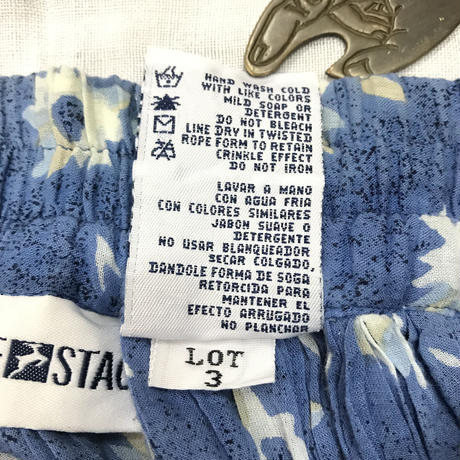 HAND WASH COLD
WITH LIKE COLORS
MILD SOAP OR
DETERGENT
DO NOT BLEACH
LINE DRY IN TWISTED
ROPE FORM TO RETAIN
CRINKLE EFFECT
DO NOT IRON
LAVAR A MANO
CON AGUA FRIA
CON COLORES SIMILARES
JABON SUAVE O
DETERGENTE
NO USAR BLANQUEADOR
SECAR COLGADO,
DANDOLE FORMA DE SOGA
RETORCIDA PARA
MANTENER EL
EFECTO ARRUGADO
NO PLANCHAR
LOT
3